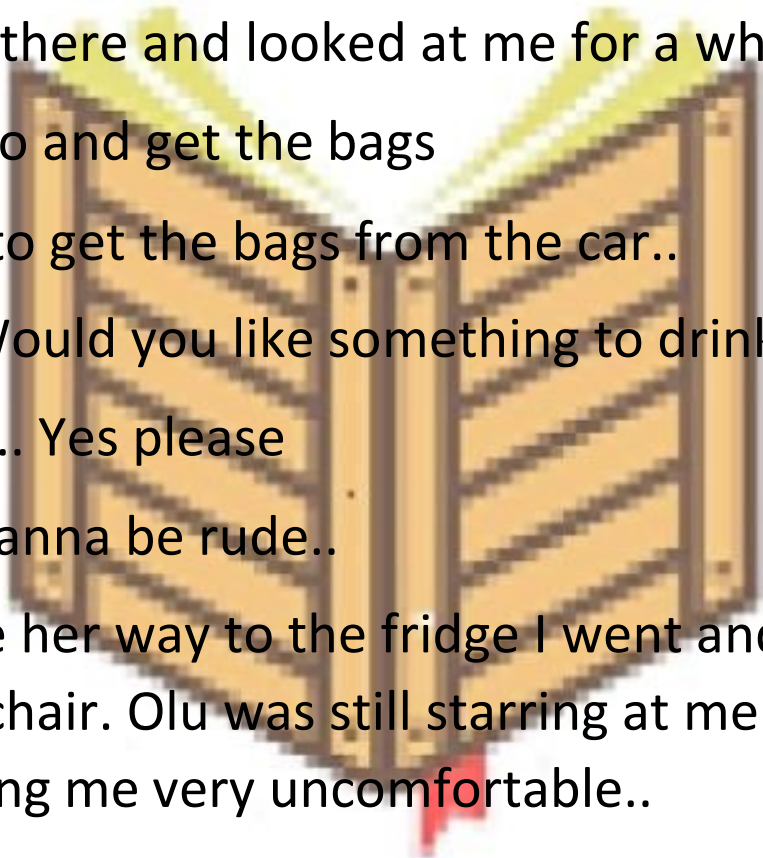 there and looked at me for a wh
o and get the bags
to get the bags from the car..
Would you like something to drink
.. Yes please
anna be rude..
e her way to the fridge I went and
chair. Olu was still starring at me
ng me very uncomfortable..